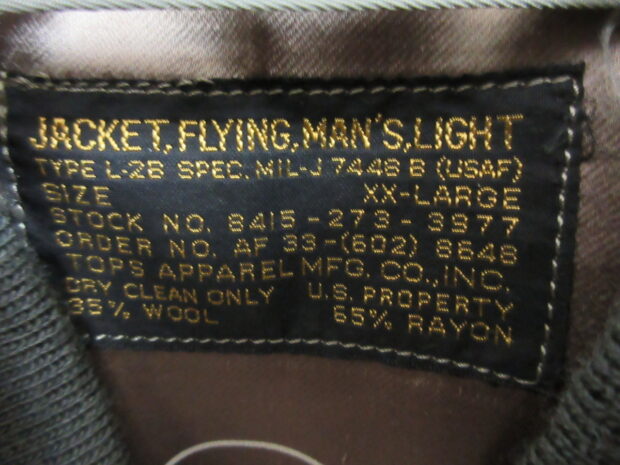 JACKET, FLYING, MAN'S, LIGHT
TYPE L-2B SPEC. MIL-J 7448 B (USAF)
SIZE XX-LARGE
STOCK NO. 8415-273-3977
ORDER NO. AF 33-(602) 8648
TOPS APPAREL MFG. CO., INC.
DRY CLEAN ONLY U.S. PROPERTY
35% WOOL 65% RAYON